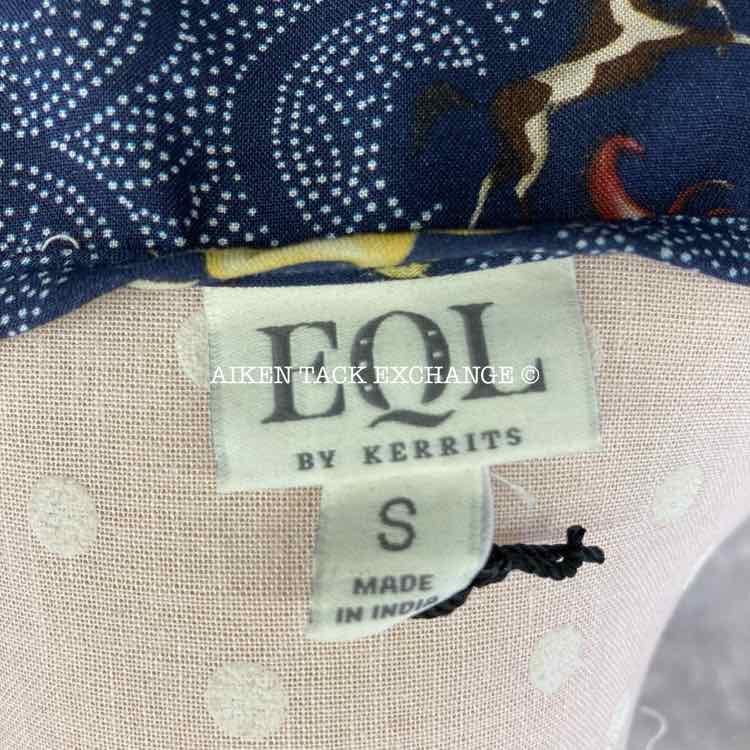 EQL
AIKEN TACK EXCHANGE ©
BY KERRITS
S
MADE
IN INDIA